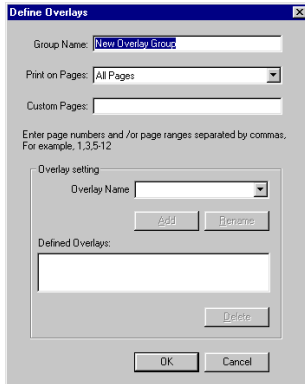 Define Overlays
Group Name: New Overlay Group
Print on Pages: All Pages
Custom Pages:
Enter page numbers and /or page ranges separated by commas,
For example, 1,3,5-12
Overlay setting
Overlay Name
Add Rename
Defined Overlays:
Delete
OK Cancel